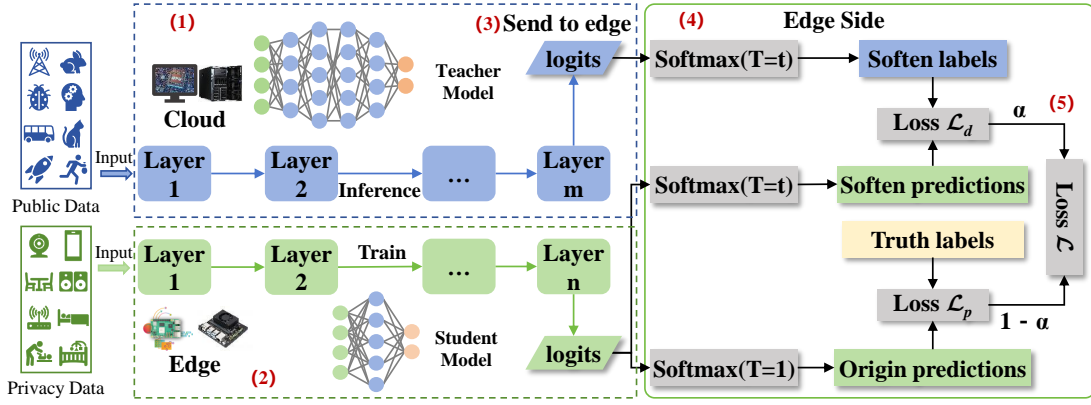 (1)
(3) Send to edge
(4)
Edge Side
Cloud
Teacher
Model
logits
Softmax(T=t)
Soften labels
Loss ℒd
α
(5)
Input
Layer
1
Layer
2
Inference
...
Layer
m
Softmax(T=t)
Soften predictions
Loss ℒ
Public Data
Input
Layer
1
Layer
2
Train
...
Layer
n
Truth labels
Loss ℒp
1 - α
Edge
(2)
Student
Model
logits
Softmax(T=1)
Origin predictions
Privacy Data